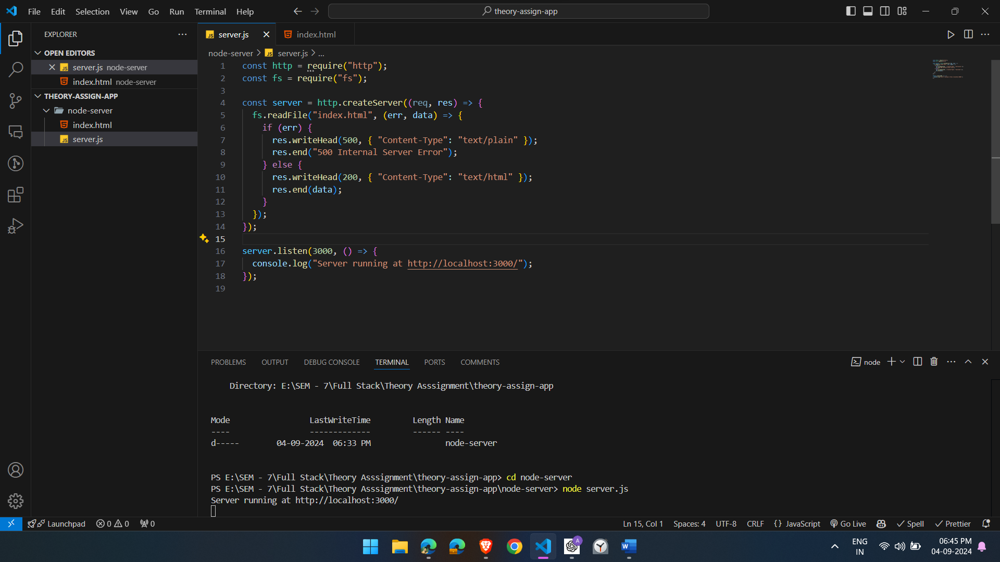 File Edit Selection View Go Run Terminal Help
theory-assign-app
EXPLORER
OPEN EDITORS
server.js node-server
index.html node-server
THEORY-ASSIGN-APP
node-server
index.html
server.js
server.js index.html
node-server > server.js > ...
1 const http = require("http");
2 const fs = require("fs");
3
4 const server = http.createServer((req, res) => {
5 fs.readFile("index.html", (err, data) => {
6 if (err) {
7 res.writeHead(500, { "Content-Type": "text/plain" });
8 res.end("500 Internal Server Error");
9 } else {
10 res.writeHead(200, { "Content-Type": "text/html" });
11 res.end(data);
12 }
13 });
14 });
15
16 server.listen(3000, () => {
17 console.log("Server running at http://localhost:3000/");
18 });
19
PROBLEMS OUTPUT DEBUG CONSOLE TERMINAL PORTS COMMENTS
node
Directory: E:\SEM - 7\Full Stack\Theory Asssignment\theory-assign-app
Mode LastWriteTime Length Name
---- ------------- ------ ----
d----- 04-09-2024 06:33 PM node-server
PS E:\SEM - 7\Full Stack\Theory Asssignment\theory-assign-app> cd node-server
PS E:\SEM - 7\Full Stack\Theory Asssignment\theory-assign-app\node-server> node server.js
Server running at http://localhost:3000/
Launchpad 0 0 0
Ln 15, Col 1 Spaces: 4 UTF-8 CRLF {} JavaScript Go Live Spell Prettier
ENG
IN
06:45 PM
04-09-2024